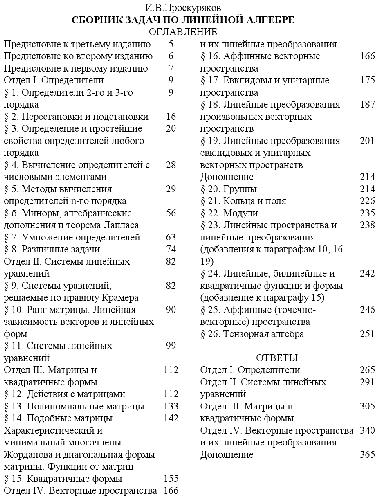 И.В.Проскуряков
СБОРНИК ЗАДАЧ ПО ЛИНЕЙНОЙ АЛГЕБРЕ
ОГЛАВЛЕНИЕ
Предисловие к третьему изданию 5
Предисловие ко второму изданию 6
Предисловие к первому изданию 7
Отдел I. Определители 9
§ 1. Определители 2-го и 3-го 9
порядка
§ 2. Перестановки и подстановки 16
§ 3. Определение и простейшие 20
свойства определителей любого
порядка
§ 4. Вычисление определителей с 28
числовыми элементами
§ 5. Методы вычисления 29
определителей n-го порядка
§ 6. Миноры, алгебраические 56
дополнения и теорема Лапласа
§ 7. Умножение определителей 63
§ 8. Различные задачи 74
Отдел II. Системы линейных 82
уравнений
§ 9. Системы уравнений, 82
решаемые по правилу Крамера
§ 10. Ранг матрицы. Линейная 90
зависимость векторов и линейных
форм
§ 11. Системы линейных 99
уравнений
Отдел III. Матрицы и 112
квадратичные формы
§ 12. Действия с матрицами 112
§ 13. Полиномиальные матрицы 133
§ 14. Подобные матрицы 142
Характеристический и
минимальный многочлены
Жорданова и диагональная формы
матрицы. Функции от матриц
§ 15. Квадратичные формы 155
Отдел IV. Векторные пространства 166
и их линейные преобразования
§ 16. Аффинные векторные 166
пространства
§ 17. Евклидовы и унитарные 175
пространства
§ 18. Линейные преобразования 187
произвольных векторных
пространств
§ 19. Линейные преобразования 201
евклидовых и унитарных
векторных пространств
Дополнение 214
§ 20. Группы 214
§ 21. Кольца и поля 226
§ 22. Модули 235
§ 23. Линейные пространства и 238
линейные преобразования
(добавления к параграфам 10, 16
19)
§ 24. Линейные, билинейные и 242
квадратичные функции и формы
(добавление к параграфу 15)
§ 25. Аффинные (точечно- 246
векторные) пространства
§ 26. Тензорная алгебра 251
ОТВЕТЫ
Отдел I. Определители 265
Отдел II. Системы линейных 291
уравнений
Отдел III. Матрицы и 305
квадратичные формы
Отдел IV. Векторные пространства 340
и их линейные преобразования
Дополнение 365